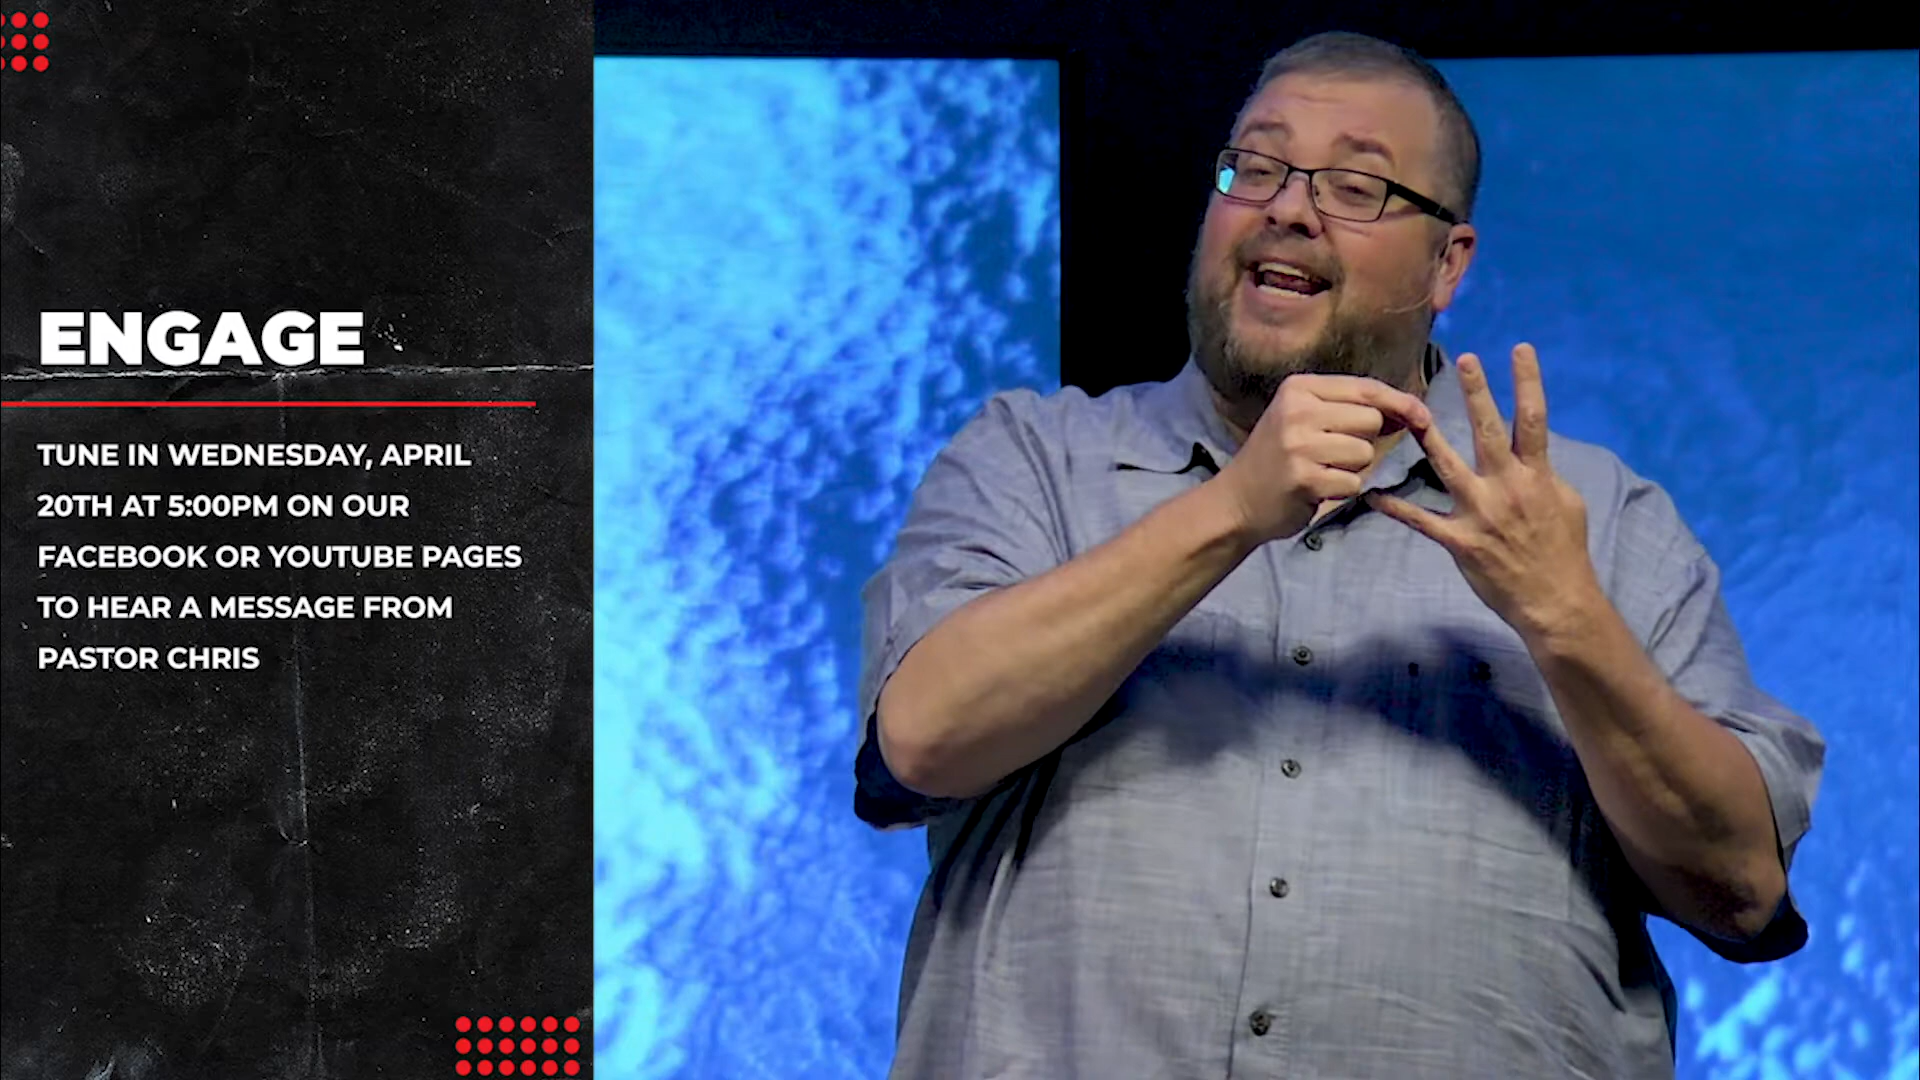 ENGAGE
TUNE IN WEDNESDAY, APRIL
20TH AT 5:00PM ON OUR
FACEBOOK OR YOUTUBE PAGES
TO HEAR A MESSAGE FROM
PASTOR CHRIS